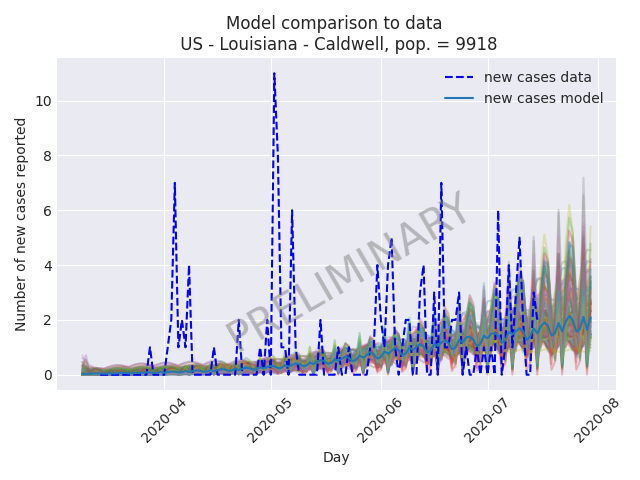 Model comparison to data
US - Louisiana - Caldwell, pop. = 9918
new cases data
new cases model
PRELIMINARY
Number of new cases reported
10
8
6
4
2
0
2020-04
2020-05
2020-06
2020-07
2020-08
Day